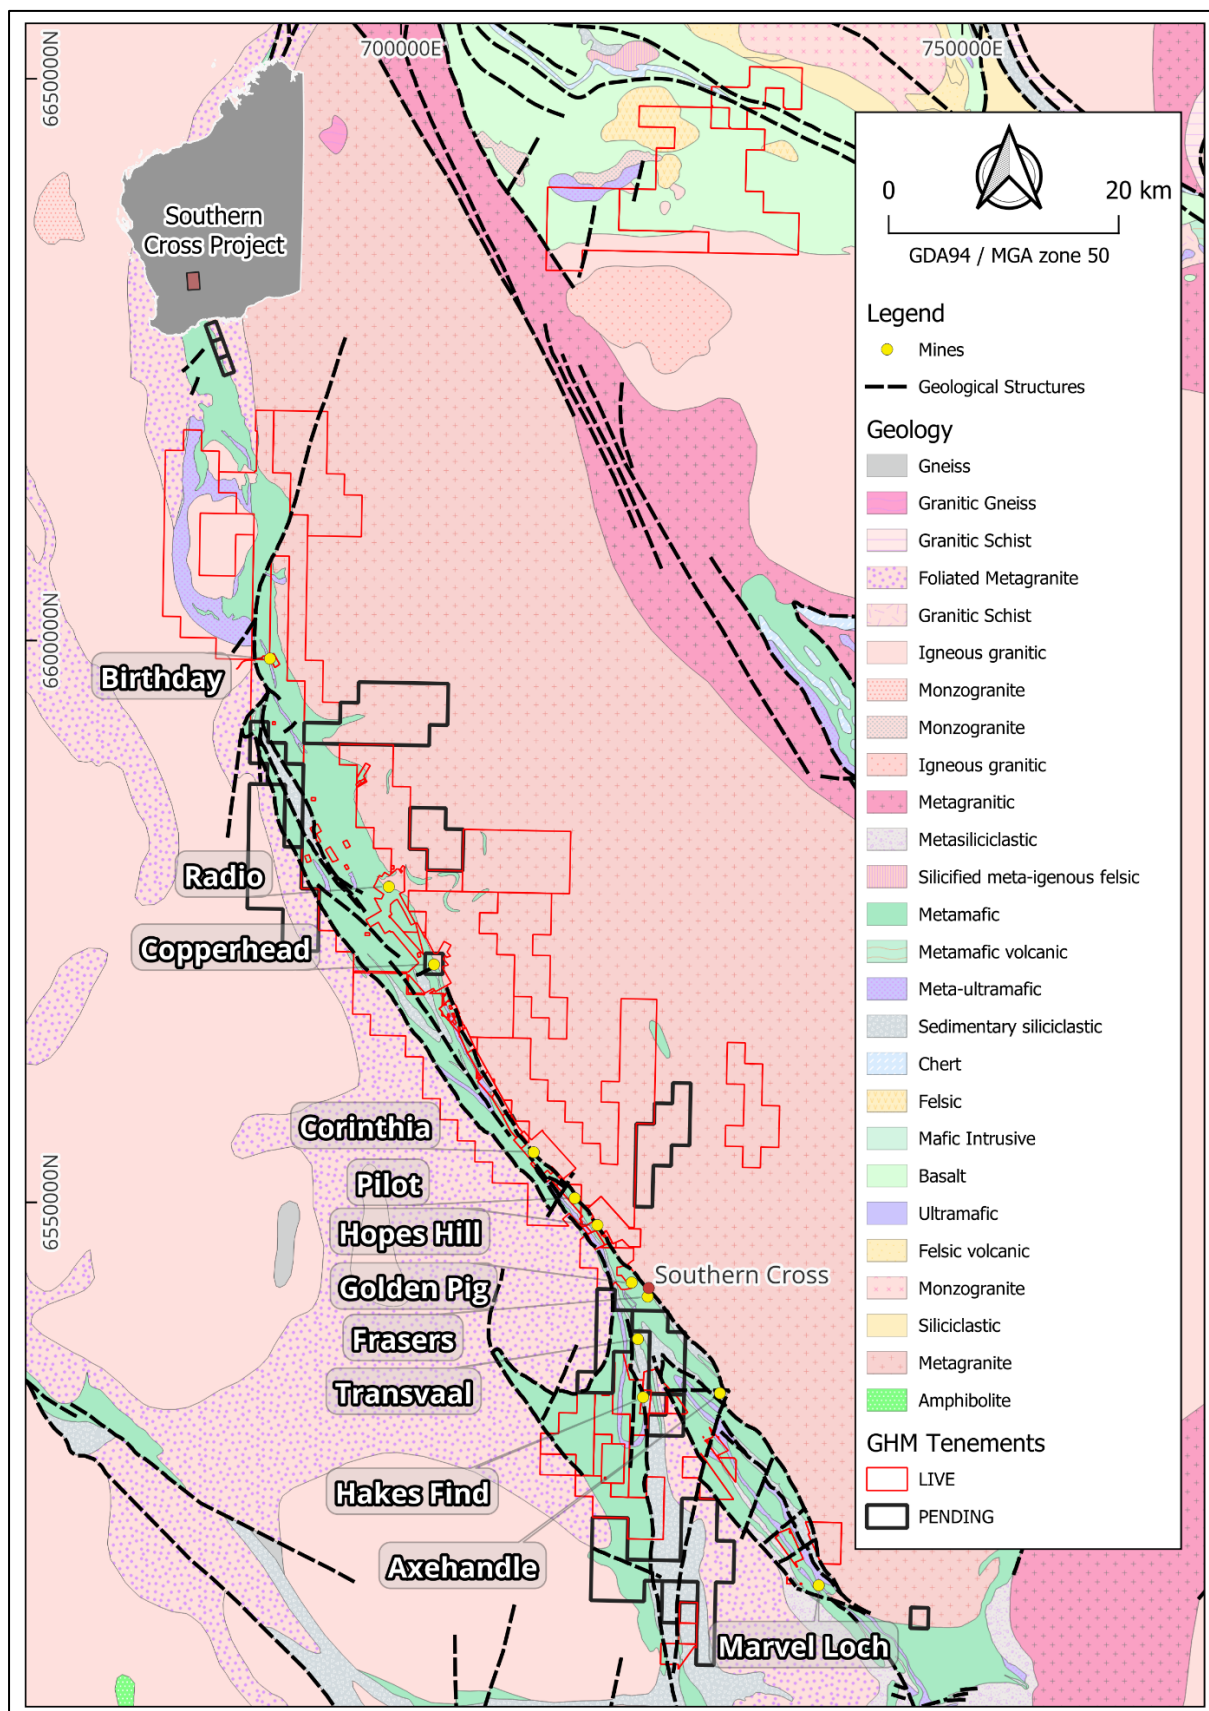 700000E
750000E
6650000N
6600000N
6550000N
Southern
Cross Project
0
20 km
GDA94 / MGA zone 50
Legend
Mines
Geological Structures
Geology
Gneiss
Granitic Gneiss
Granitic Schist
Foliated Metagranite
Granitic Schist
Igneous granitic
Monzogranite
Monzogranite
Igneous granitic
Metagranitic
Metasiliciclastic
Silicified meta-igenous felsic
Metamafic
Metamafic volcanic
Meta-ultramafic
Sedimentary siliciclastic
Chert
Felsic
Mafic Intrusive
Basalt
Ultramafic
Felsic volcanic
Monzogranite
Siliciclastic
Metagranite
Amphibolite
GHM Tenements
LIVE
PENDING
Birthday
Radio
Copperhead
Corinthia
Pilot
Hopes Hill
Golden Pig
Southern Cross
Frasers
Transvaal
Hakes Find
Axehandle
Marvel Loch